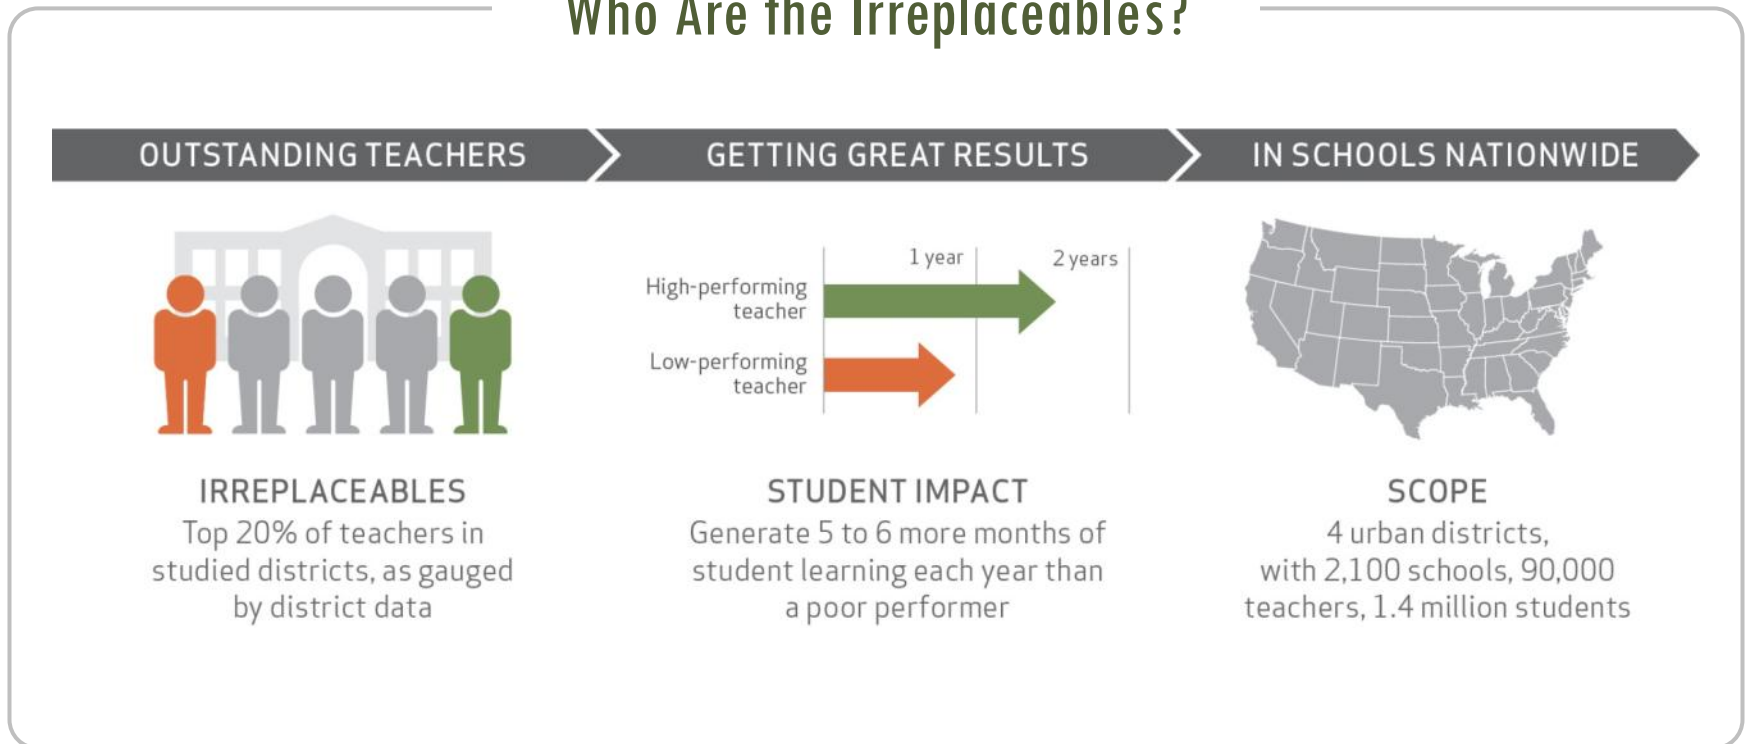 Who Are the Irreplaceables?
OUTSTANDING TEACHERS
GETTING GREAT RESULTS
IN SCHOOLS NATIONWIDE
1 year
2 years
High-performing
teacher
Low-performing
teacher
IRREPLACEABLES
Top 20% of teachers in
studied districts, as gauged
by district data
STUDENT IMPACT
Generate 5 to 6 more months of
student learning each year than
a poor performer
SCOPE
4 urban districts,
with 2,100 schools, 90,000
teachers, 1.4 million students